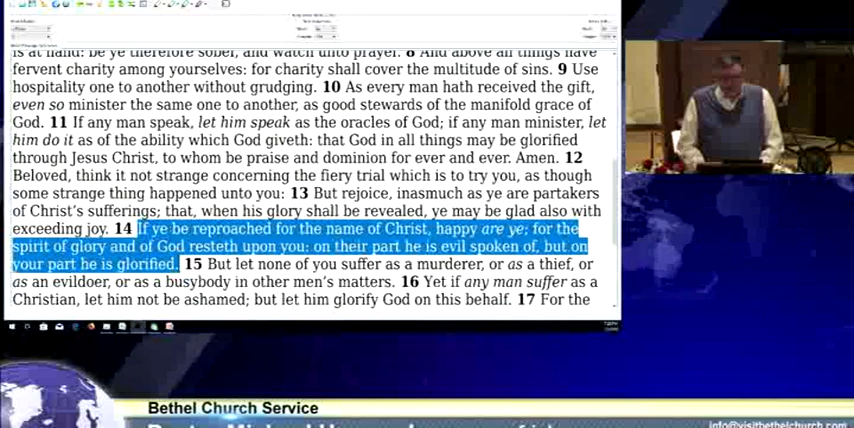 is at hand: be ye therefore sober, and watch unto prayer. 8 And above all things have
fervent charity among yourselves: for charity shall cover the multitude of sins. 9 Use
hospitality one to another without grudging. 10 As every man hath received the gift,
even so minister the same one to another, as good stewards of the manifold grace of
God. 11 If any man speak, let him speak as the oracles of God; if any man minister, let
him do it as of the ability which God giveth: that God in all things may be glorified
through Jesus Christ, to whom be praise and dominion for ever and ever. Amen. 12
Beloved, think it not strange concerning the fiery trial which is to try you, as though
some strange thing happened unto you: 13 But rejoice, inasmuch as ye are partakers
of Christ's sufferings; that, when his glory shall be revealed, ye may be glad also with
exceeding joy. 14 If ye be reproached for the name of Christ, happy are ye; for the
spirit of glory and of God resteth upon you: on their part he is evil spoken of, but on
your part he is glorified. 15 But let none of you suffer as a murderer, or as a thief, or
as an evildoer, or as a busybody in other men's matters. 16 Yet if any man suffer as a
Christian, let him not be ashamed; but let him glorify God on this behalf. 17 For the
Bethel Church Service
info@visitbethelchurch.com